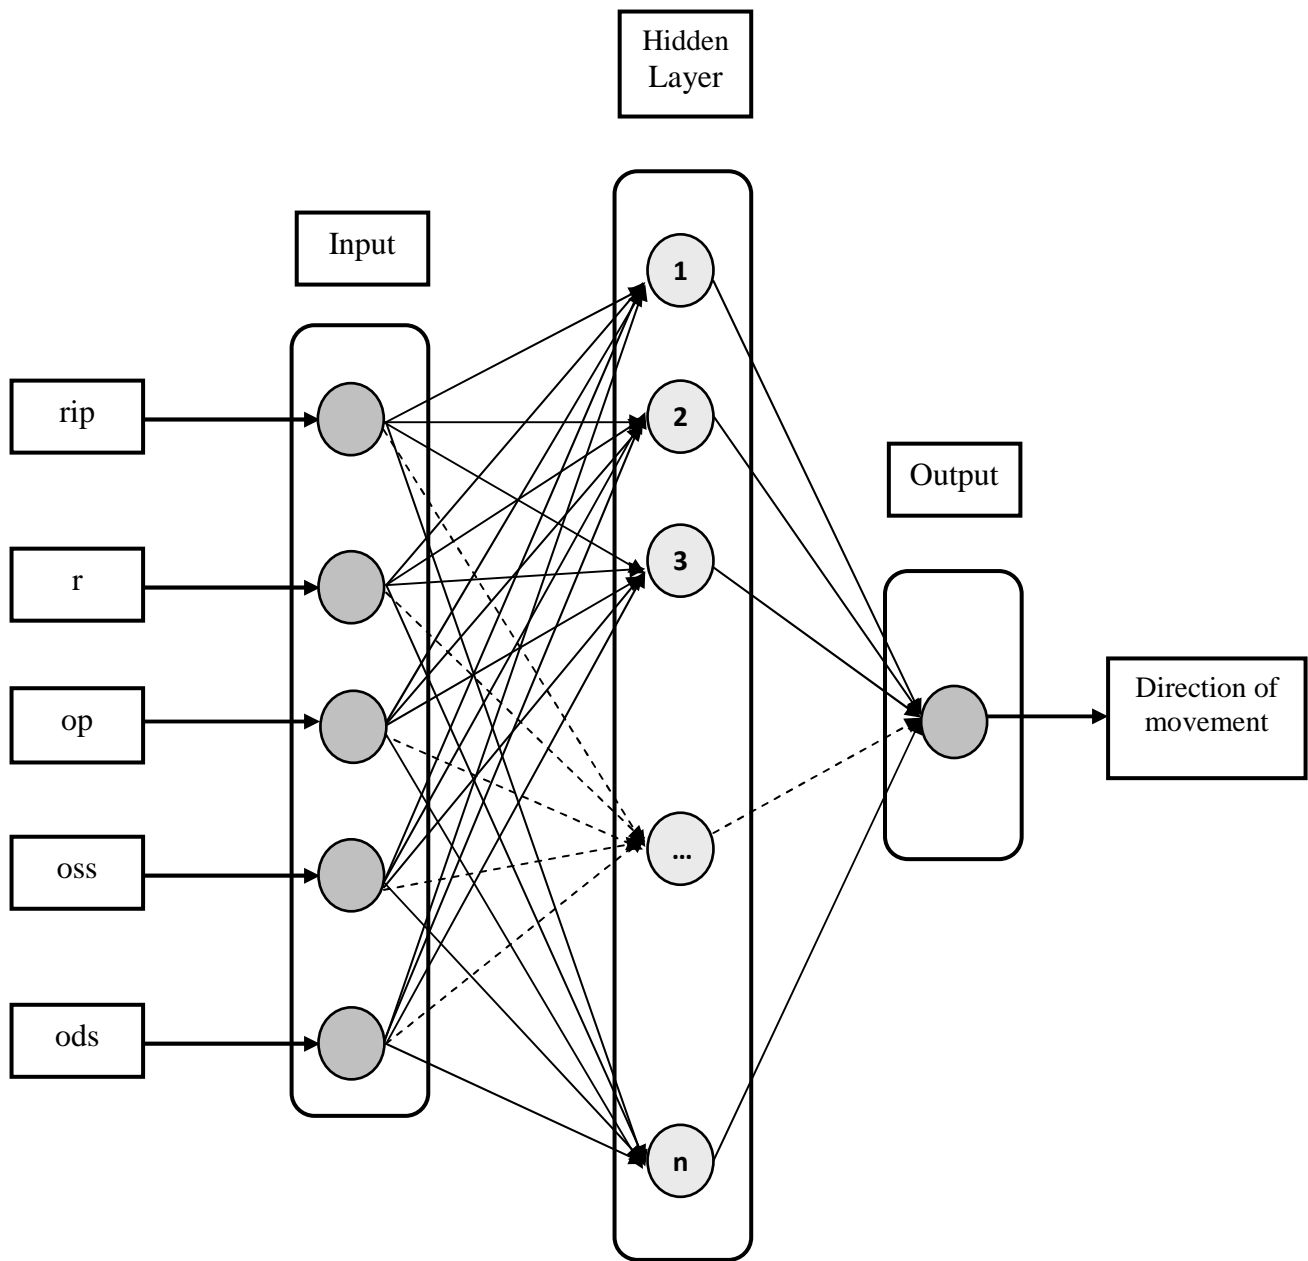 Hidden
Layer
Input
1
rip
2
Output
3
r
Direction of
movement
op
...
oss
ods
n